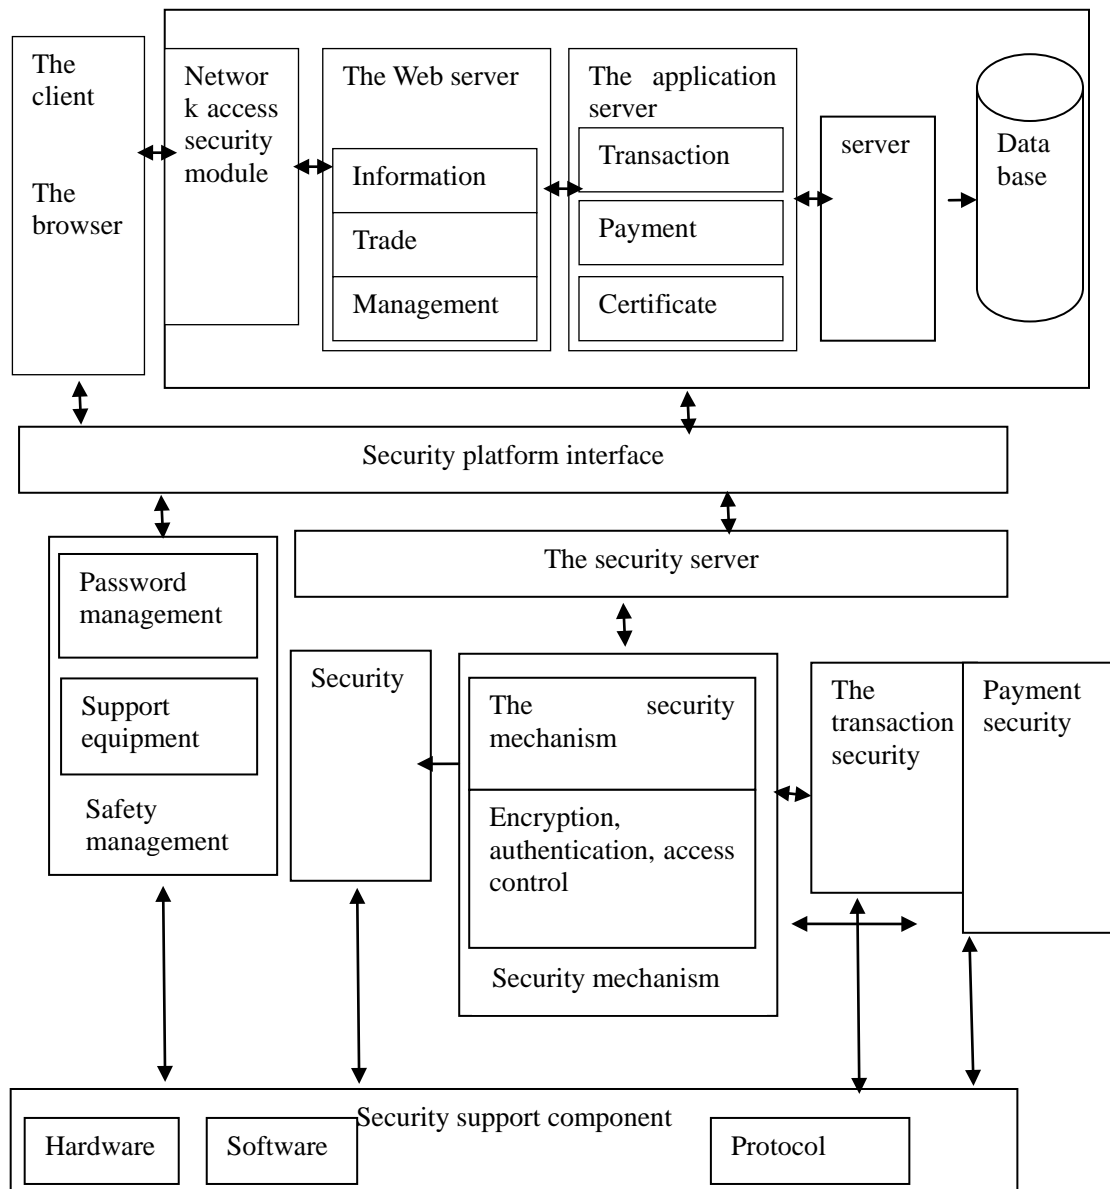 The
client
The
browser
Networ
k access
security
module
The Web server
Information
Trade
Management
The application
server
Transaction
Payment
Certificate
server
Data
base
Security platform interface
The security server
Password
management
Support
equipment
Safety
management
Security
The security
mechanism
Encryption,
authentication, access
control
Security mechanism
The
transaction
security
Payment
security
Security support component
Hardware
Software
Protocol